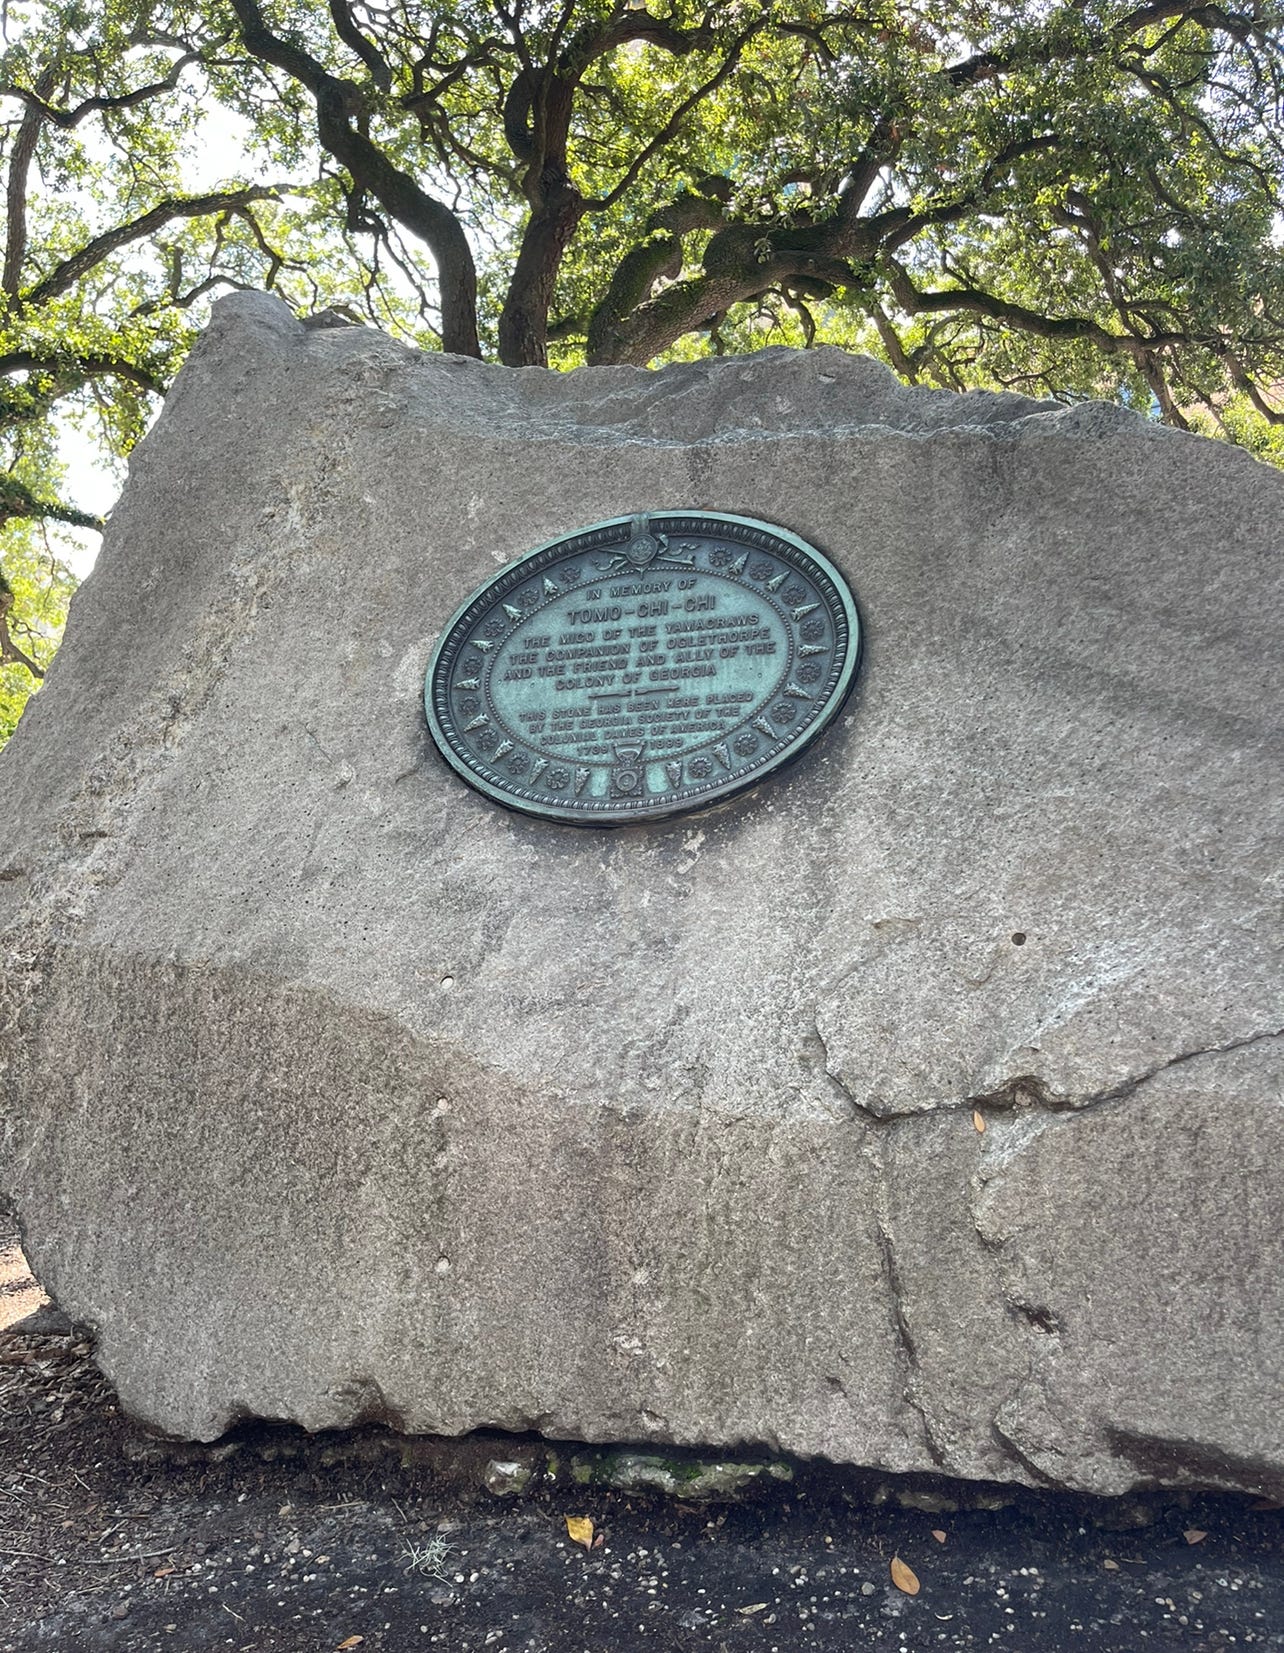 IN MEMORY OF
TOMO-CHI-CHI
THE MICO OF THE YAMACRAWS
THE COMPANION OF OGLETHORPE
AND THE FRIEND AND ALLY OF THE
COLONY OF GEORGIA
THIS STONE HAS BEEN HERE PLACED
BY THE GEORGIA SOCIETY OF THE
COLONIAL DAMES OF AMERICA
1739 1899